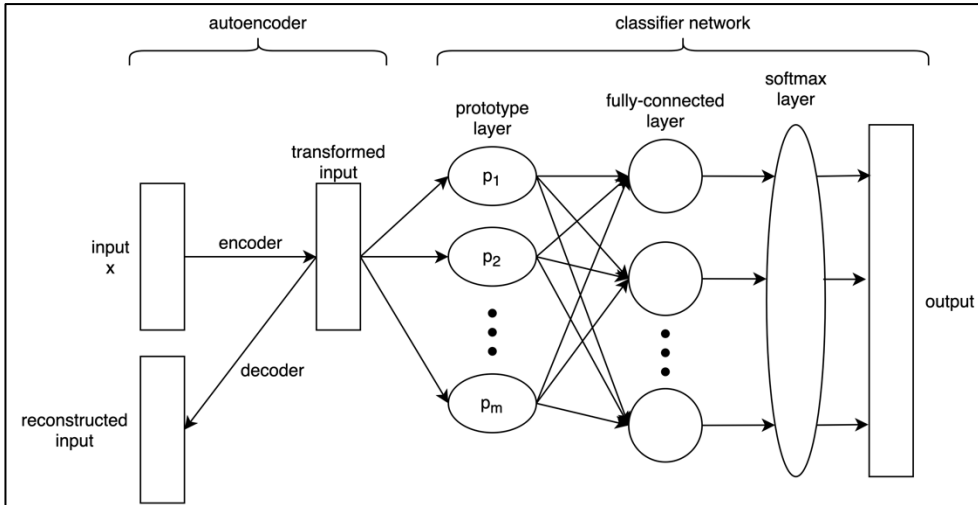 autoencoder
classifier network
softmax
layer
prototype
layer
fully-connected
layer
transformed
input
p1
p2
pm
input
x
encoder
decoder
reconstructed
input
output